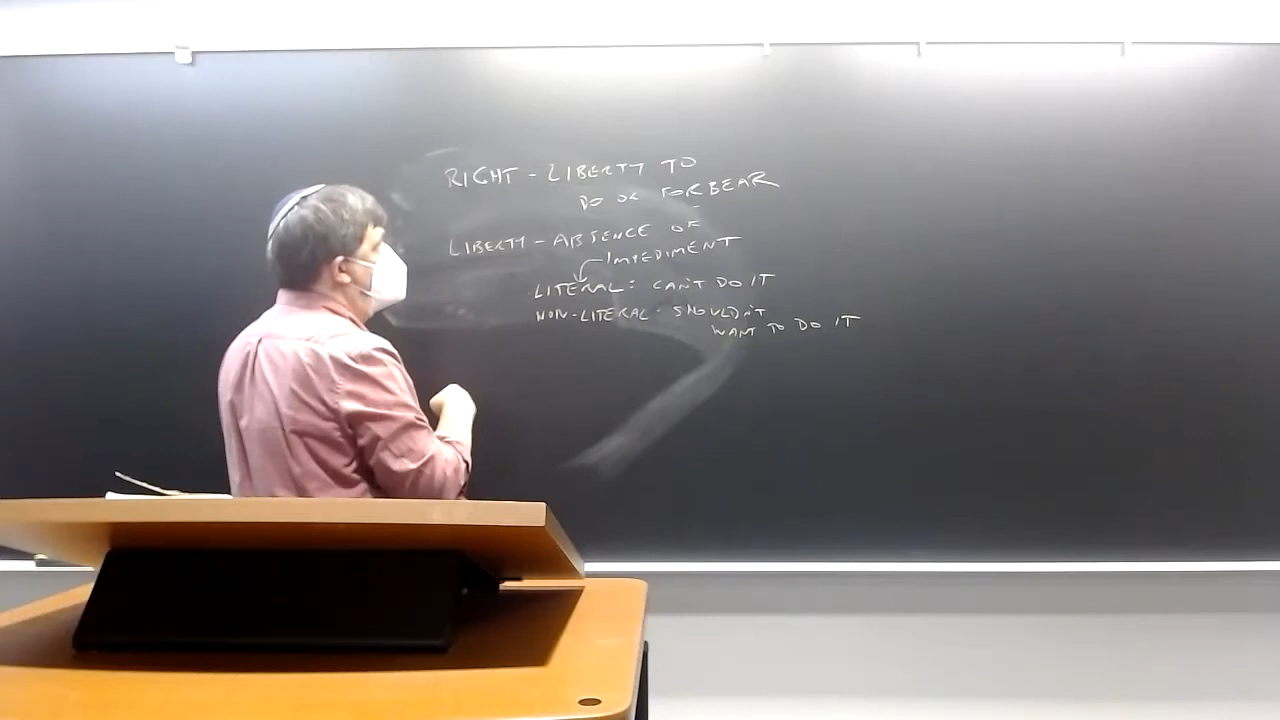 RIGHT - LIBERTY TO
DO OR FORBEAR
LIBERTY - ABSENCE OF
IMPEDIMENT
LITERAL: CAN'T DO IT
NON-LITERAL: SHOULDN'T
WANT TO DO IT